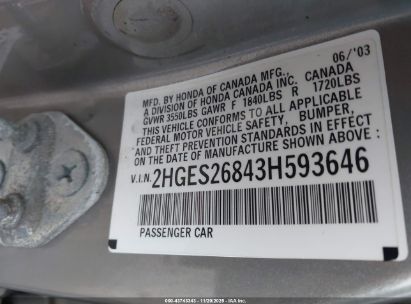 06/'03
MFD. BY HONDA OF CANADA MFG.,
A DIVISION OF HONDA CANADA INC. CANADA
GVWR 3550LBS GAWR F 1840LBS R 1720LBS
THIS VEHICLE CONFORMS TO ALL APPLICABLE
FEDERAL MOTOR VEHICLE SAFETY, BUMPER,
AND THEFT PREVENTION STANDARDS IN EFFECT
ON THE DATE OF MANUFACTURE SHOWN ABOVE:
V.I.N. 2HGES26843H593646
PASSENGER CAR